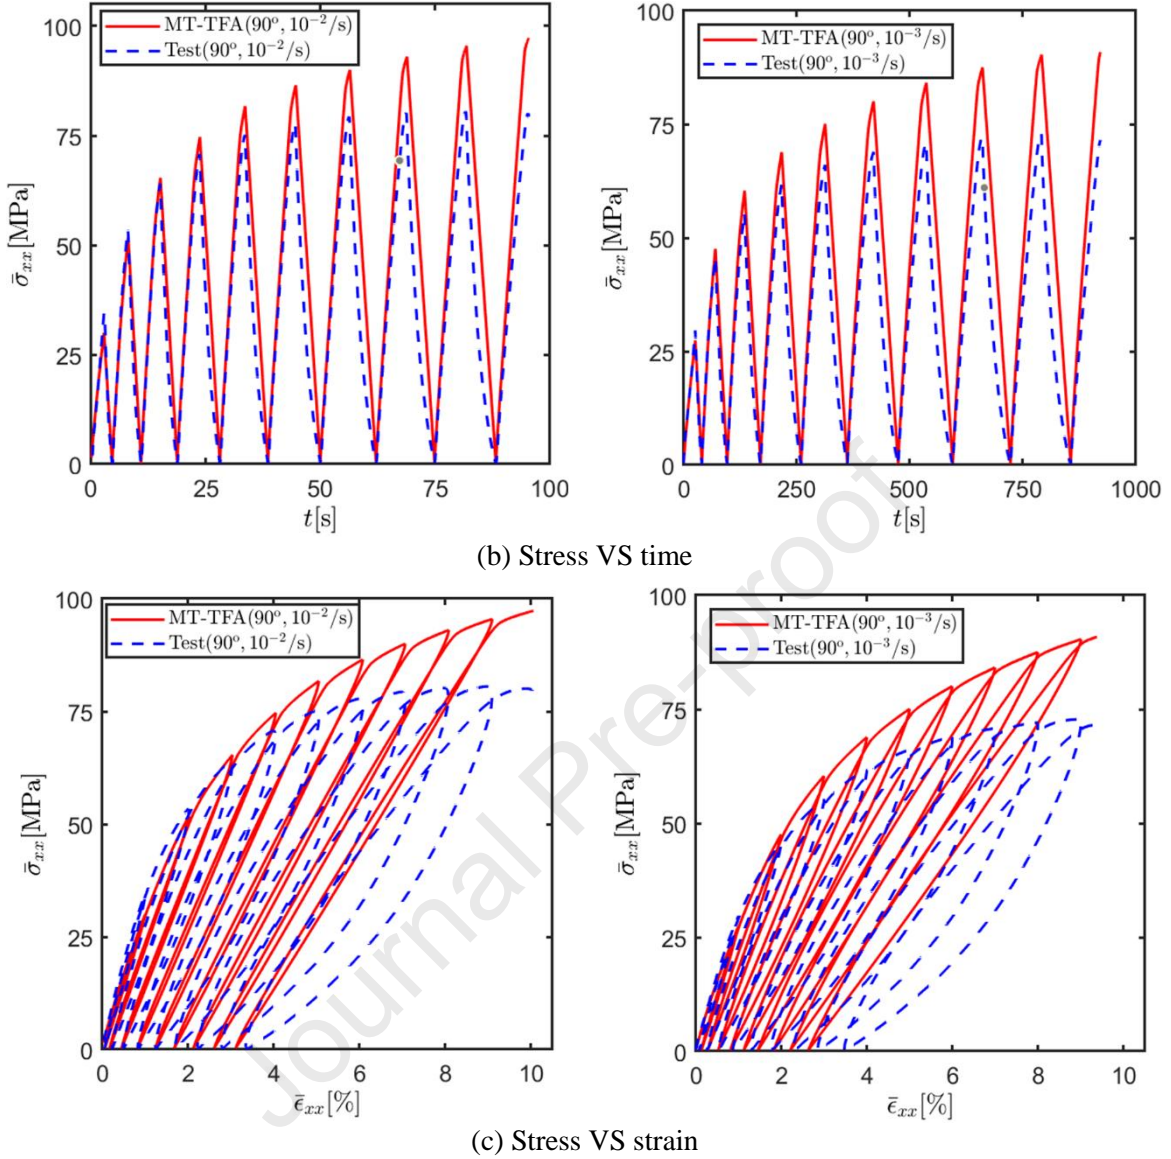 MT-TFA(90°, 10⁻²/s)
Test(90°, 10⁻²/s)
100
75
50
25
0
σ̄ₓₓ[MPa]
0 25 50 75 100
t[s]
MT-TFA(90°, 10⁻³/s)
Test(90°, 10⁻³/s)
100
75
50
25
0
σ̄ₓₓ[MPa]
0 250 500 750 1000
t[s]
(b) Stress VS time
MT-TFA(90°, 10⁻²/s)
Test(90°, 10⁻²/s)
100
75
50
25
0
σ̄ₓₓ[MPa]
0 2 4 6 8 10
ε̄ₓₓ[%]
MT-TFA(90°, 10⁻³/s)
Test(90°, 10⁻³/s)
100
75
50
25
0
σ̄ₓₓ[MPa]
0 2 4 6 8 10
ε̄ₓₓ[%]
(c) Stress VS strain
Journal Pre-proof